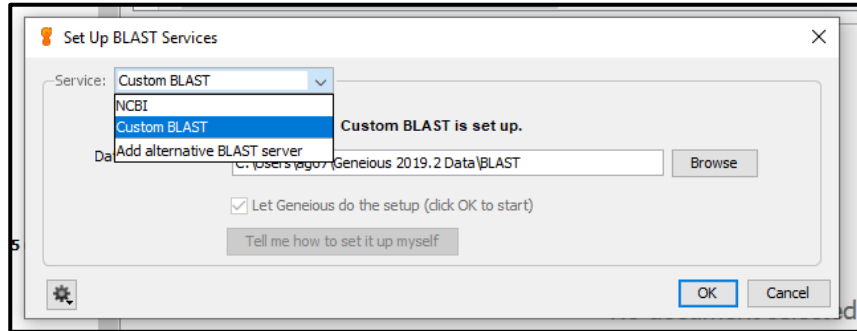 Set Up BLAST Services
Service: Custom BLAST
NCBI
Custom BLAST
Add alternative BLAST server
Custom BLAST is set up.
Geneious 2019.2 Data\BLAST
Browse
Let Geneious do the setup (click OK to start)
Tell me how to set it up myself
OK
Cancel
5